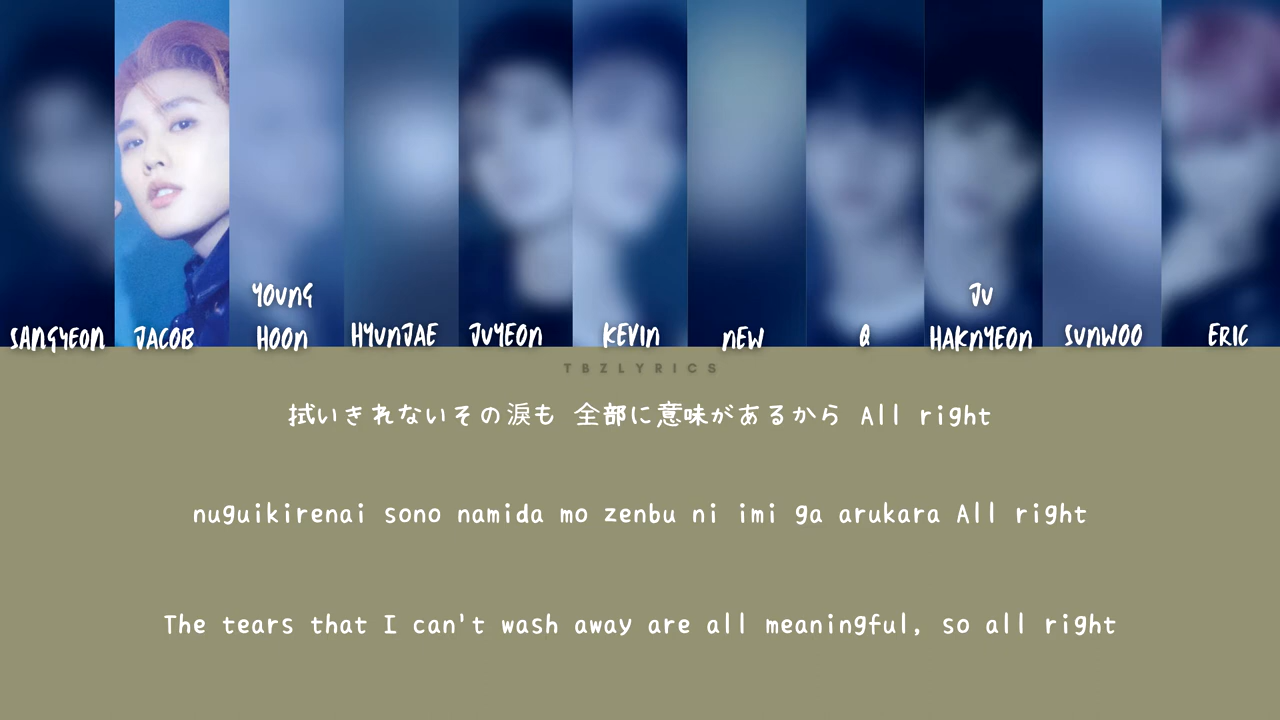 SANGYEON JACOB YOUNG HOON HYUNJAE JUYEON KEVIN NEW Q JU HAKNYEON SUNWOO ERIC
TBZLYRICS
拭いきれないその涙も 全部に意味があるから All right
nuguikirenai sono namida mo zenbu ni imi ga arukara All right
The tears that I can't wash away are all meaningful, so all right